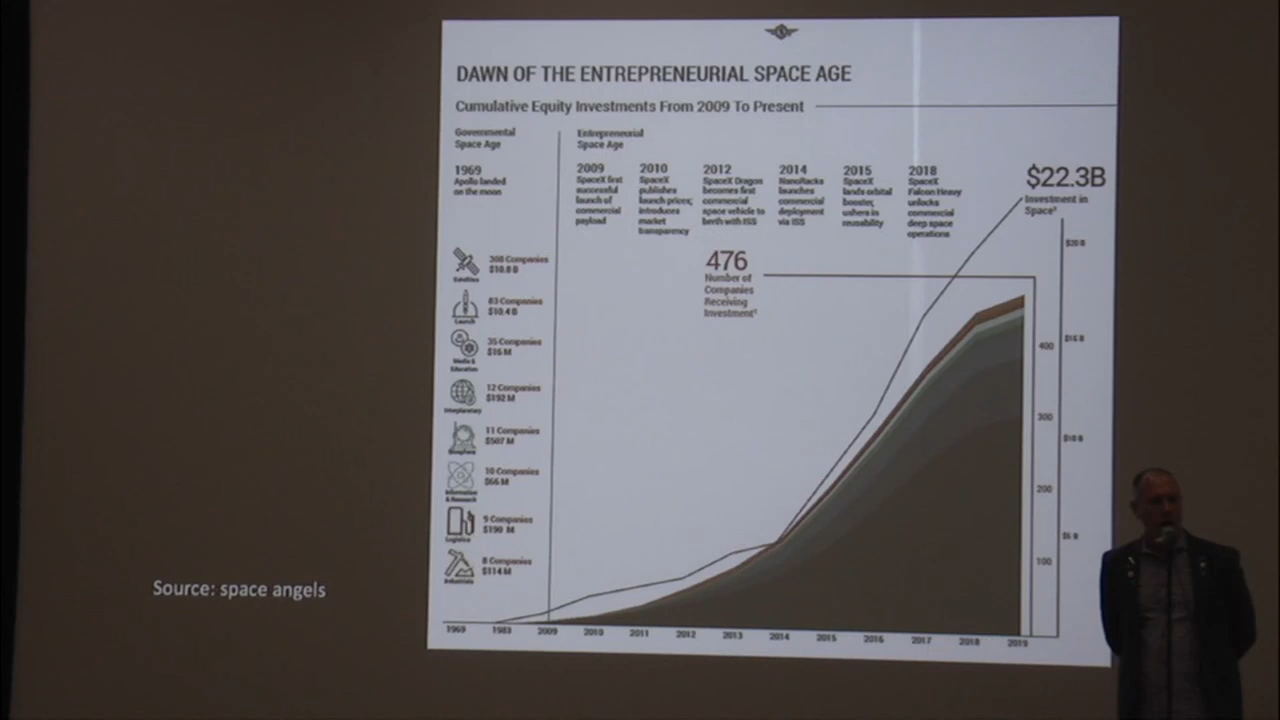 DAWN OF THE ENTREPRENEURIAL SPACE AGE
Cumulative Equity Investments From 2009 To Present
Governmental
Space Age
1969
Apollo landed
on the moon
Entrepreneurial
Space Age
2009
SpaceX first
successful
launch of
commercial
payload
2010
SpaceX
publishes
launch prices;
introduces
market
transparency
2012
SpaceX Dragon
becomes first
commercial
space vehicle to
berth with ISS
2014
NanoRacks
launches
commercial
deployment
via ISS
2015
SpaceX
lands orbital
booster,
ushers in
reusability
2018
SpaceX
Falcon Heavy
unlocks
commercial
deep space
operations
$22.3B
Investment in
Space
476
Number of
Companies
Receiving
Investment
Satellites
308 Companies
$10.8 B
Launch
83 Companies
$10.4 B
Media &
Education
35 Companies
$16 M
Interplanetary
12 Companies
$192 M
Biosphere
11 Companies
$507 M
Information
& Research
10 Companies
$66 M
Logistics
9 Companies
$190 M
Industrials
8 Companies
$114 M
$20 B
$15 B
$10 B
$5 B
400
300
200
100
1969 1983 2009 2010 2011 2012 2013 2014 2015 2016 2017 2018 2019
Source: space angels